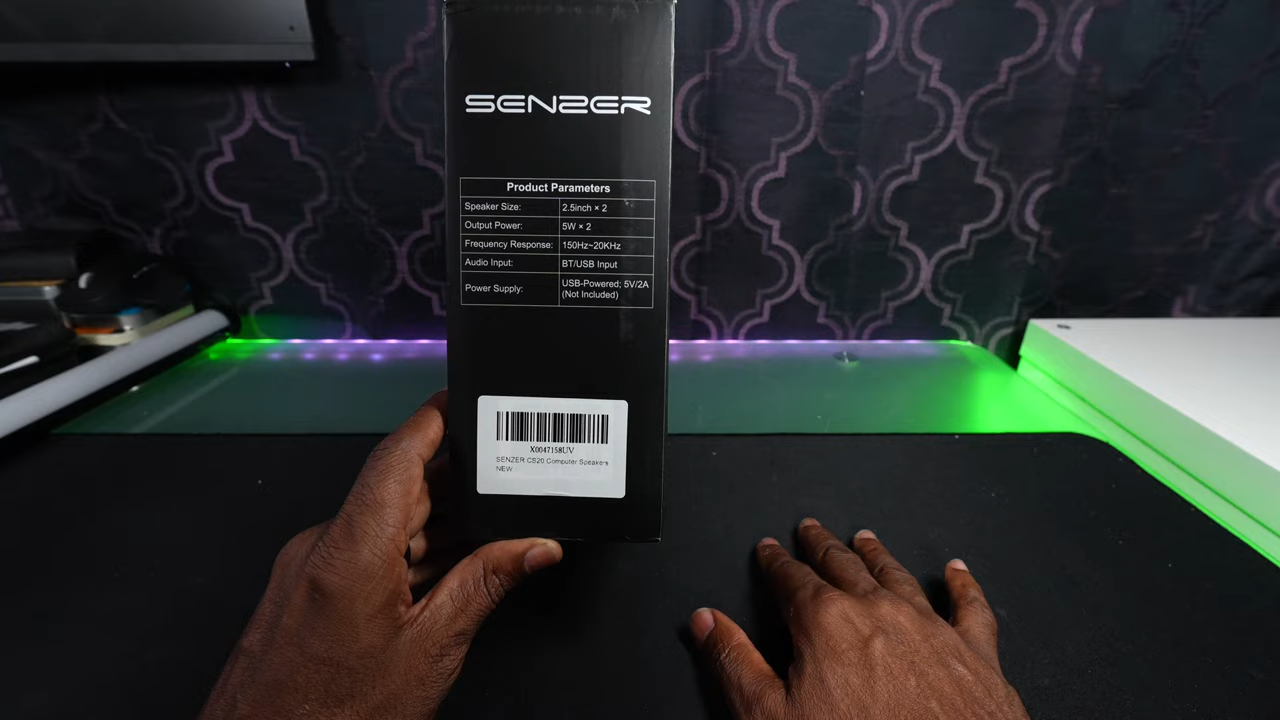 SENZER
Product Parameters
Speaker Size: 2.5inch × 2
Output Power: 5W × 2
Frequency Response: 150Hz~20KHz
Audio Input: BT/USB Input
Power Supply: USB-Powered; 5V/2A
(Not Included)
X0047158UV
SENZER CS20 Computer Speakers
NEW